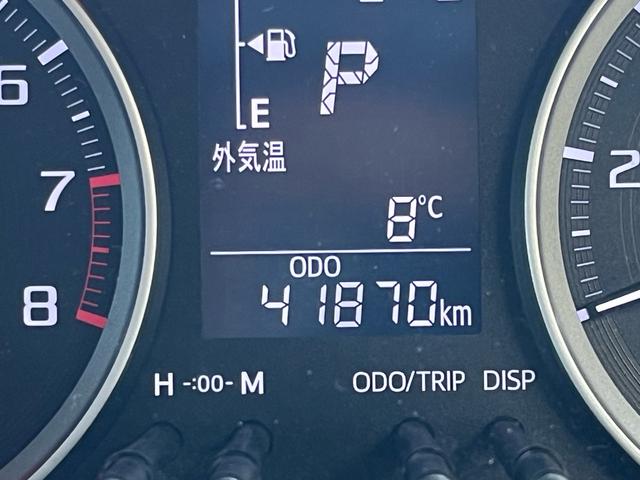 P
E
外気温
8°C
ODO
41870km
6
7
8
2
H -:00- M
ODO/TRIP DISP